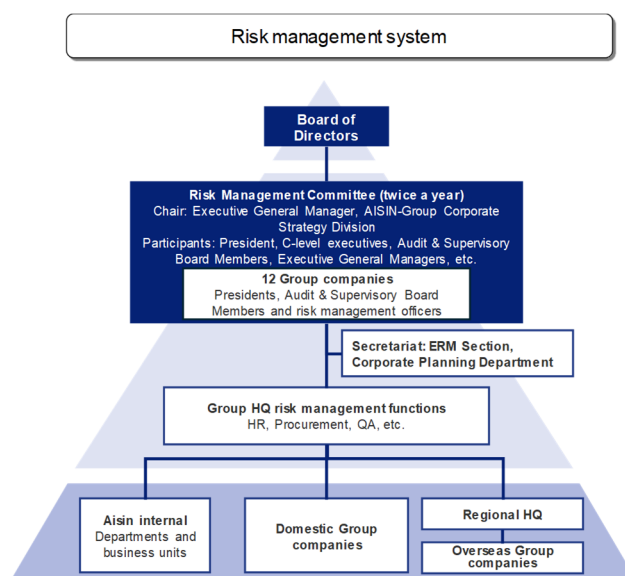 Risk management system
Board of
Directors
Risk Management Committee (twice a year)
Chair: Executive General Manager, AISIN-Group Corporate
Strategy Division
Participants: President, C-level executives, Audit & Supervisory
Board Members, Executive General Managers, etc.
12 Group companies
Presidents, Audit & Supervisory Board
Members and risk management officers
Secretariat: ERM Section,
Corporate Planning Department
Group HQ risk management functions
HR, Procurement, QA, etc.
Aisin internal
Departments and
business units
Domestic Group
companies
Regional HQ
Overseas Group
companies